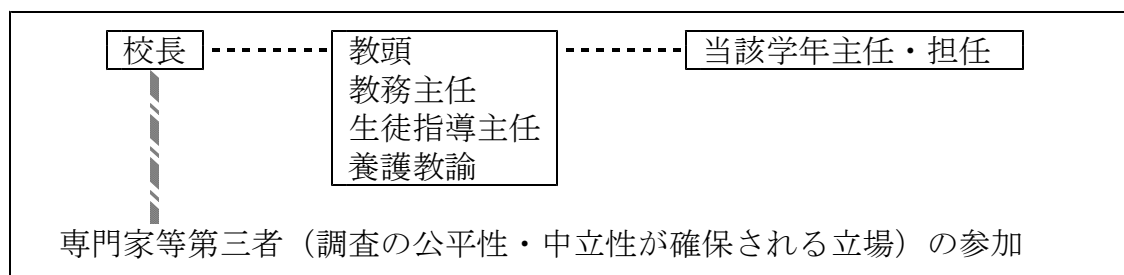 校長
教頭
当該学年主任・担任
教務主任
生徒指導主任
養護教諭
専門家等第三者（調査の公平性・中立性が確保される立場）の参加